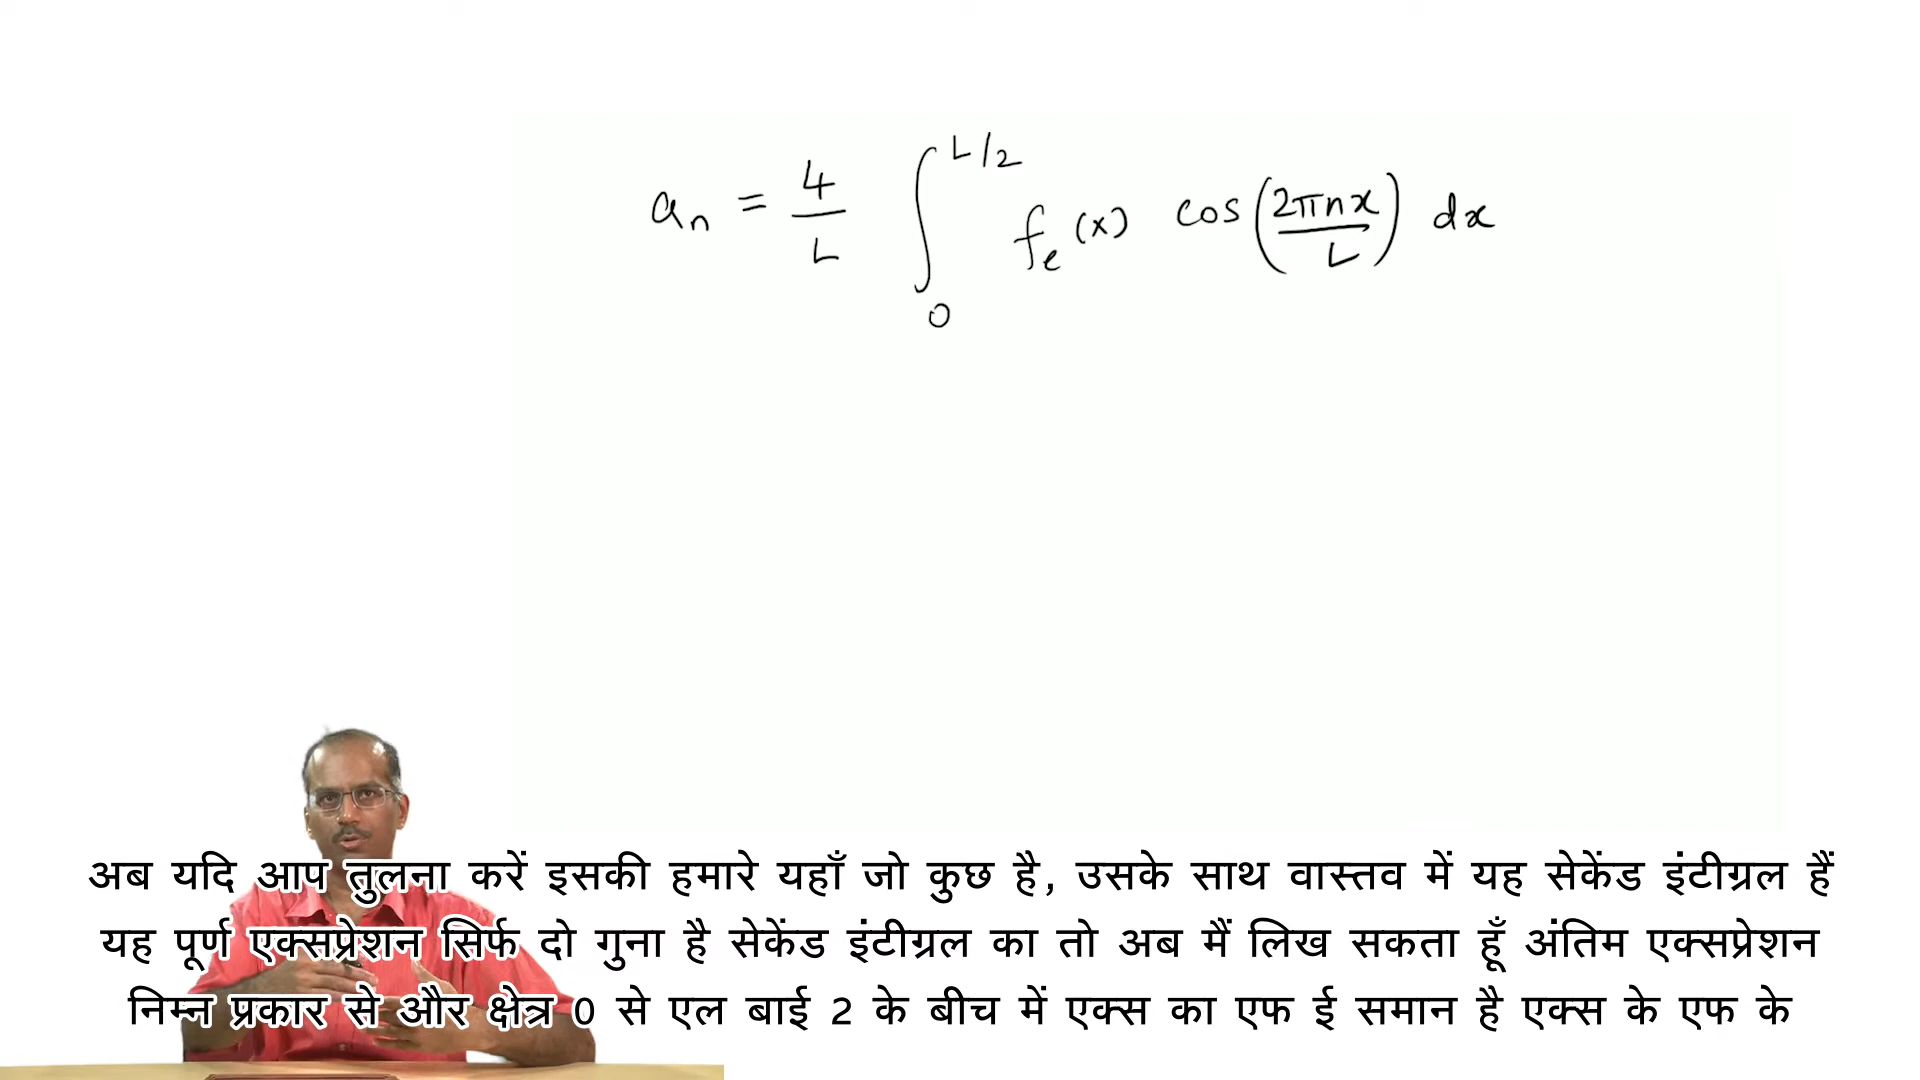 aₙ = 4/L ∫₀^{L/2} fₑ(x) cos(2πnx/L) dx
अब यदि आप तुलना करें इसकी हमारे यहाँ जो कुछ है, उसके साथ वास्तव में यह सेकेंड इंटीग्रल हैं
यह पूर्ण एक्सप्रेशन सिर्फ दो गुना है सेकेंड इंटीग्रल का तो अब मैं लिख सकता हूँ अंतिम एक्सप्रेशन
निम्न प्रकार से और क्षेत्र 0 से एल बाई 2 के बीच में एक्स का एफ ई समान है एक्स के एफ के